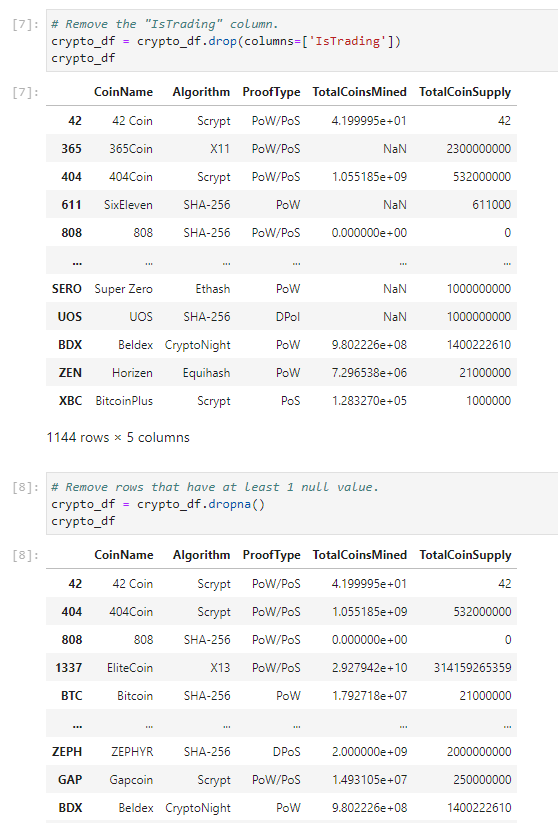 [7]: # Remove the "IsTrading" column.
crypto_df = crypto_df.drop(columns=['IsTrading'])
crypto_df
[7]: CoinName Algorithm ProofType TotalCoinsMined TotalCoinSupply
42 42 Coin Scrypt PoW/PoS 4.199995e+01 42
365 365Coin X11 PoW/PoS NaN 2300000000
404 404Coin Scrypt PoW/PoS 1.055185e+09 532000000
611 SixEleven SHA-256 PoW NaN 611000
808 808 SHA-256 PoW/PoS 0.000000e+00 0
... ... ... ... ... ...
SERO Super Zero Ethash PoW NaN 1000000000
UOS UOS SHA-256 DPoI NaN 1000000000
BDX Beldex CryptoNight PoW 9.802226e+08 1400222610
ZEN Horizen Equihash PoW 7.296538e+06 21000000
XBC BitcoinPlus Scrypt PoS 1.283270e+05 1000000
1144 rows × 5 columns
[8]: # Remove rows that have at least 1 null value.
crypto_df = crypto_df.dropna()
crypto_df
[8]: CoinName Algorithm ProofType TotalCoinsMined TotalCoinSupply
42 42 Coin Scrypt PoW/PoS 4.199995e+01 42
404 404Coin Scrypt PoW/PoS 1.055185e+09 532000000
808 808 SHA-256 PoW/PoS 0.000000e+00 0
1337 EliteCoin X13 PoW/PoS 2.927942e+10 314159265359
BTC Bitcoin SHA-256 PoW 1.792718e+07 21000000
... ... ... ... ... ...
ZEPH ZEPHYR SHA-256 DPoS 2.000000e+09 2000000000
GAP Gapcoin Scrypt PoW/PoS 1.493105e+07 250000000
BDX Beldex CryptoNight PoW 9.802226e+08 1400222610